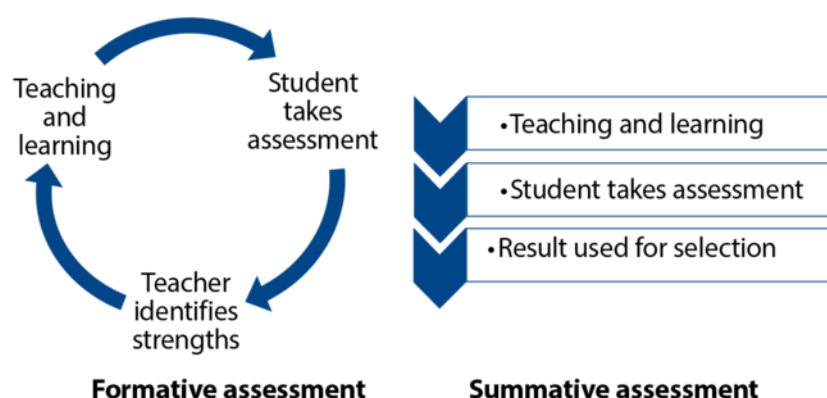 Teaching
and
learning
Student
takes
assessment
Teacher
identifies
strengths
Formative assessment
•Teaching and learning
•Student takes assessment
•Result used for selection
Summative assessment